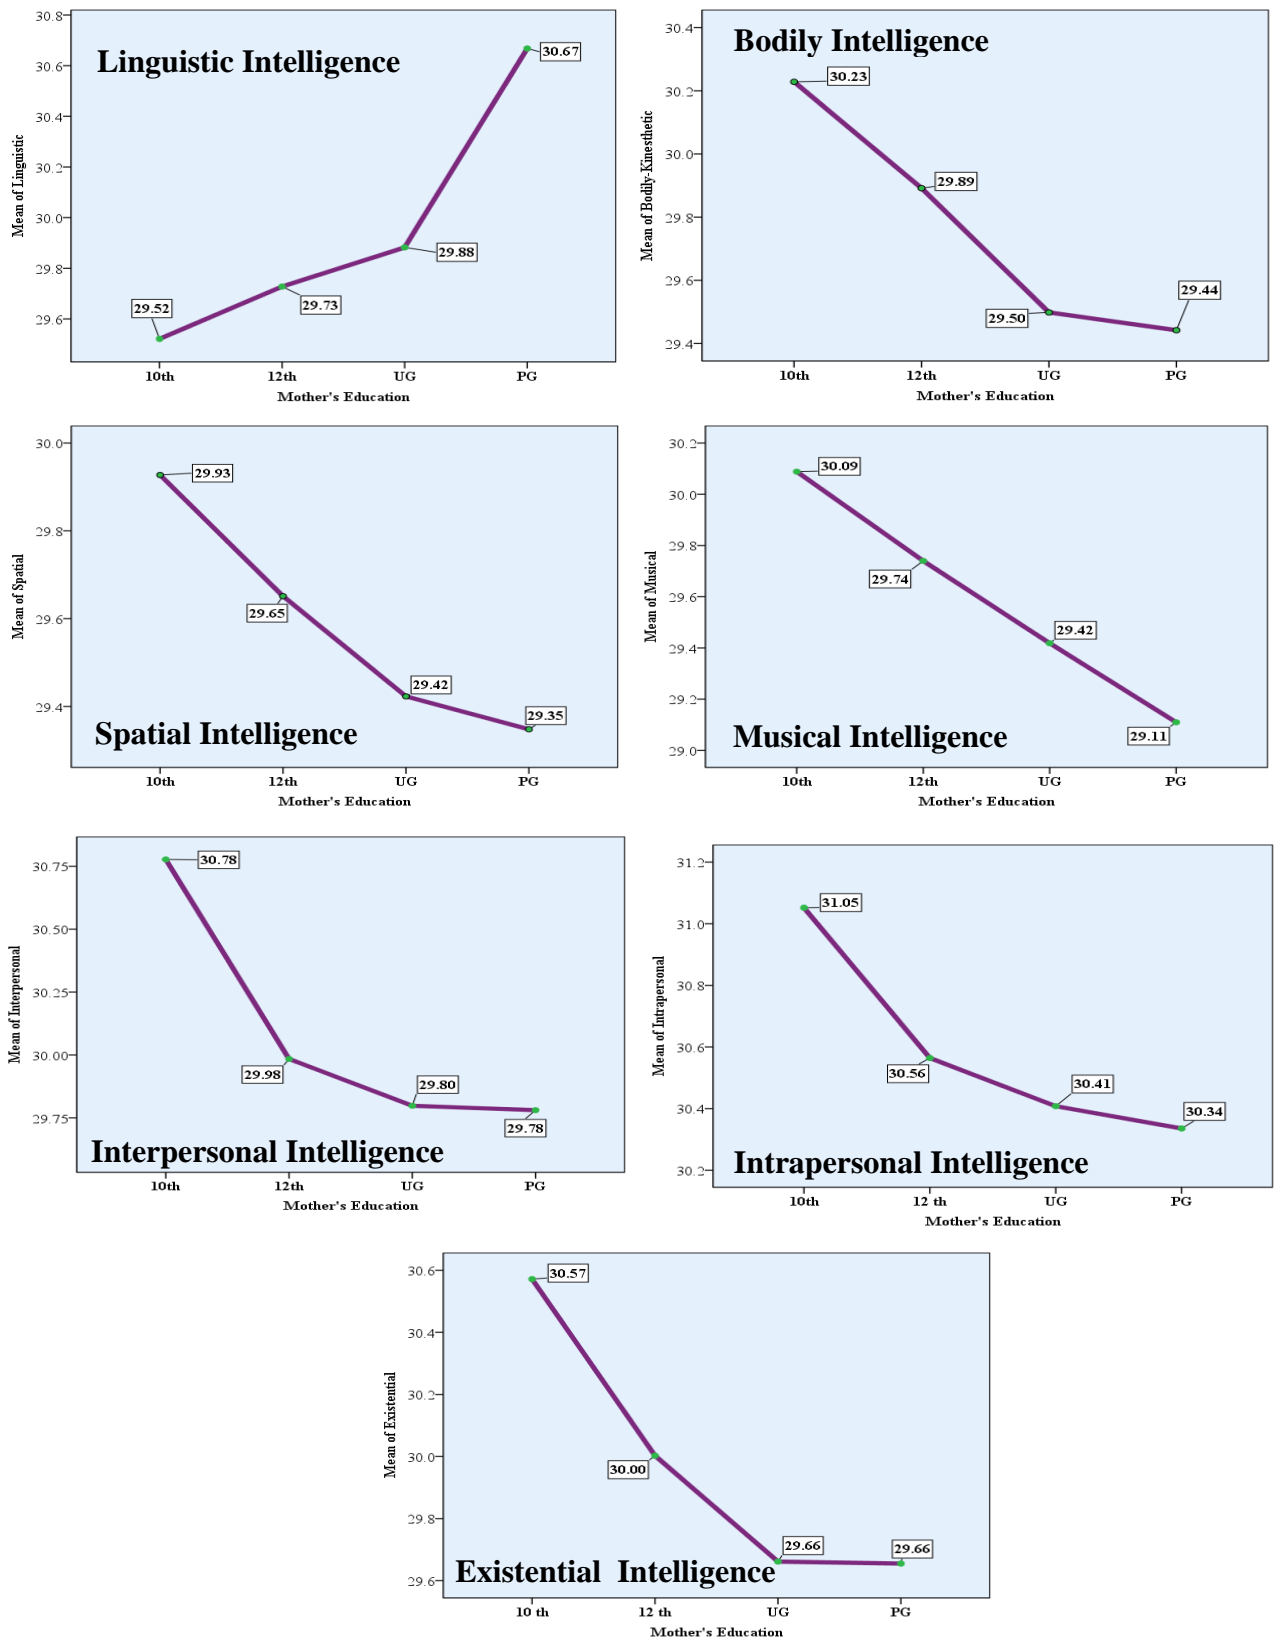 Linguistic Intelligence
Mean of Linguistic
30.8
30.6
30.4
30.2
30.0
29.8
29.6
29.52
29.73
29.88
30.67
10th 12th UG PG
Mother's Education
Bodily Intelligence
Mean of Bodily-Kinesthetic
30.4
30.2
30.0
29.8
29.6
29.4
30.23
29.89
29.50
29.44
10th 12th UG PG
Mother's Education
Spatial Intelligence
Mean of Spatial
30.0
29.8
29.6
29.4
29.93
29.65
29.42
29.35
10th 12th UG PG
Mother's Education
Musical Intelligence
Mean of Musical
30.2
30.0
29.8
29.6
29.4
29.2
29.0
30.09
29.74
29.42
29.11
10th 12th UG PG
Mother's Education
Interpersonal Intelligence
Mean of Interpersonal
30.75
30.50
30.25
30.00
29.75
30.78
29.98
29.80
29.78
10th 12th UG PG
Mother's Education
Intrapersonal Intelligence
Mean of Intrapersonal
31.2
31.0
30.8
30.6
30.4
30.2
31.05
30.56
30.41
30.34
10th 12 th UG PG
Mother's Education
Existential Intelligence
Mean of Existential
30.6
30.4
30.2
30.0
29.8
29.6
30.57
30.00
29.66
29.66
10 th 12 th UG PG
Mother's Education